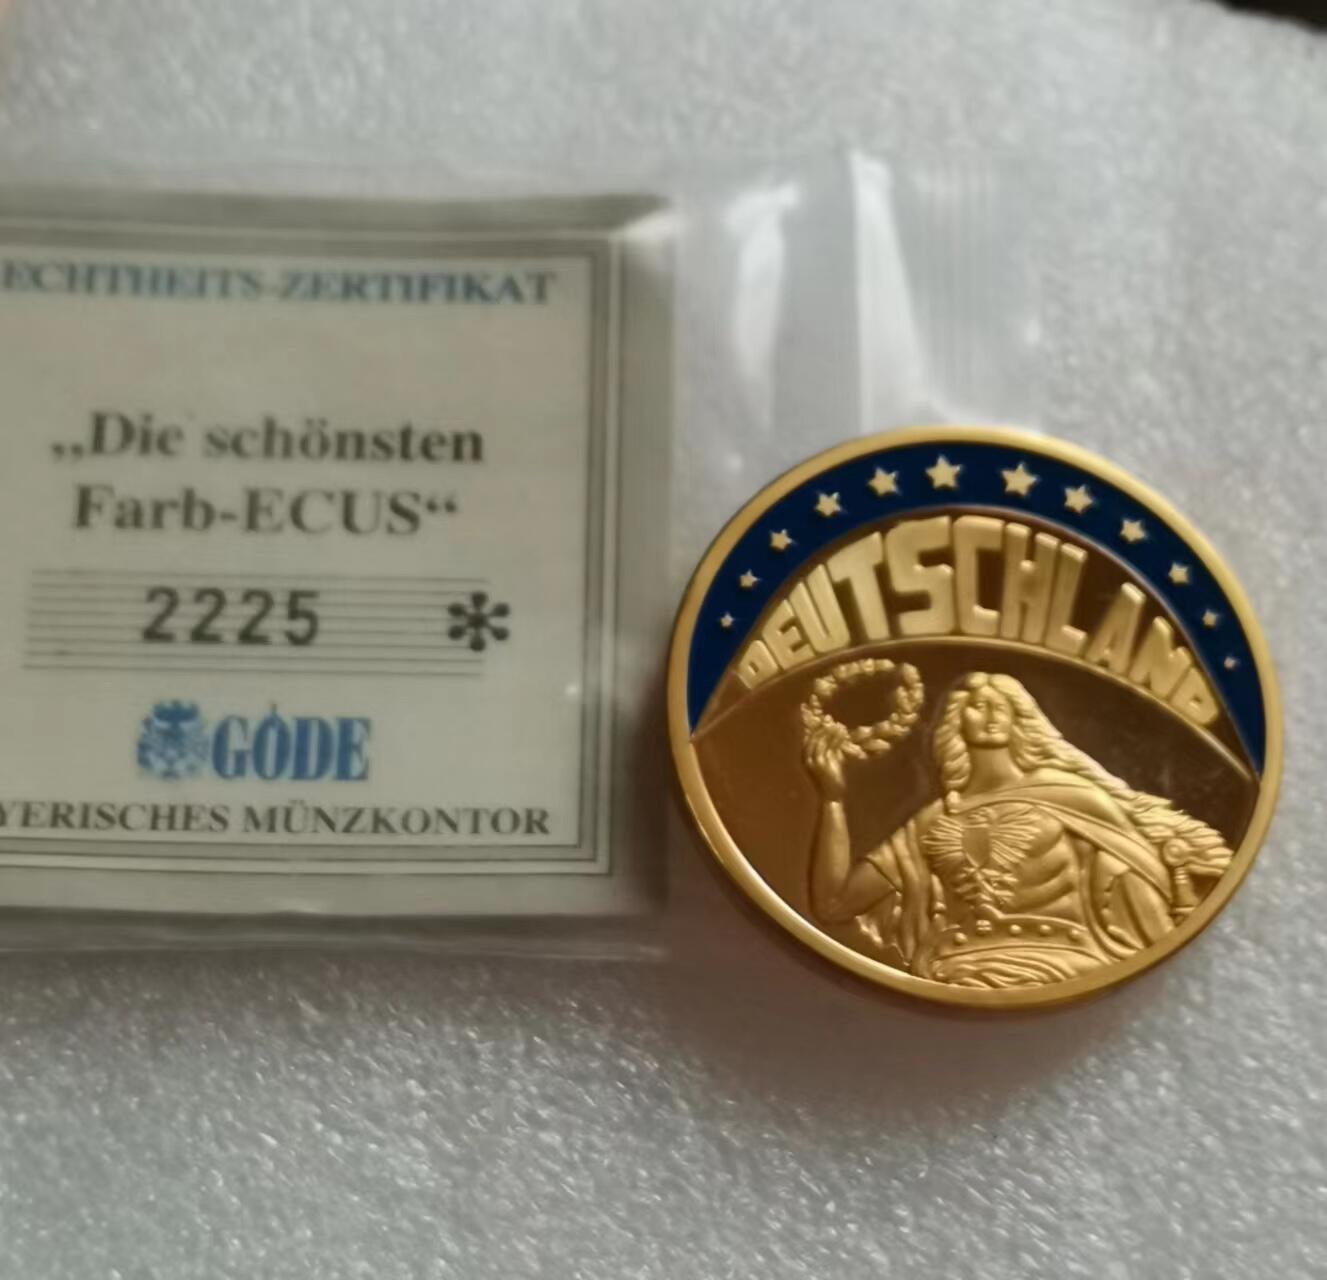 ECHTHEITS-ZERTIFIKAT
„Die schönsten
Farb-ECUS“
2225 *
GÖDE
YERISCHES MÜNZKONTOR
DEUTSCHLAND